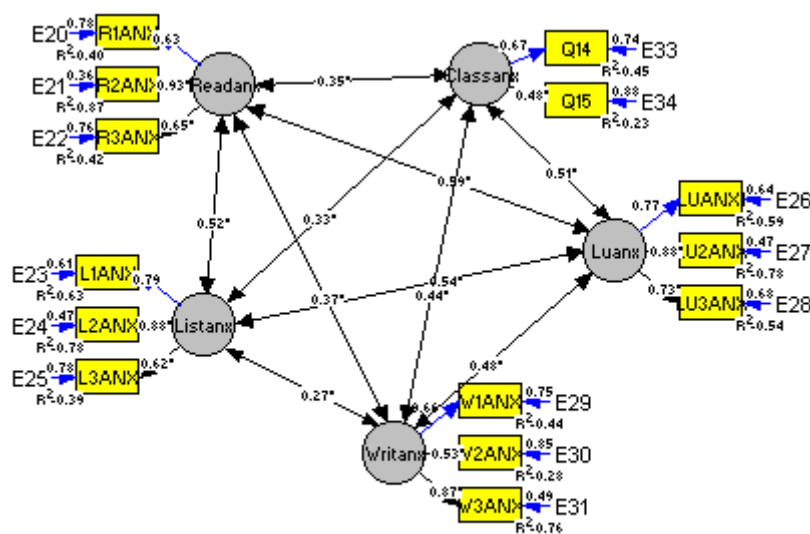 0.78
E20 R1ANX 0.63
R²=0.40
0.36
E21 R2ANX 0.93*
R²=0.87
0.76
E22 R3ANX 0.65*
R²=0.42
Readanx
0.35*
Classanx
0.67 Q14 0.74 E33
R²=0.45
0.48* Q15 0.88 E34
R²=0.23
0.52*
0.33*
0.59*
0.51*
0.77 LUANX 0.64 E26
R²=0.59
Luanx
0.88* U2ANX 0.47 E27
R²=0.78
0.73* LU3ANX 0.68 E28
R²=0.54
0.61
E23 L1ANX 0.79
R²=0.63
0.47
E24 L2ANX 0.88*
R²=0.78
0.78
E25 L3ANX 0.62*
R²=0.39
Listanx
0.54*
0.37*
0.44*
0.48*
0.27*
Writanx
0.66 W1ANX 0.75 E29
R²=0.44
0.53* V2ANX 0.85 E30
R²=0.28
0.87* W3ANX 0.49 E31
R²=0.76